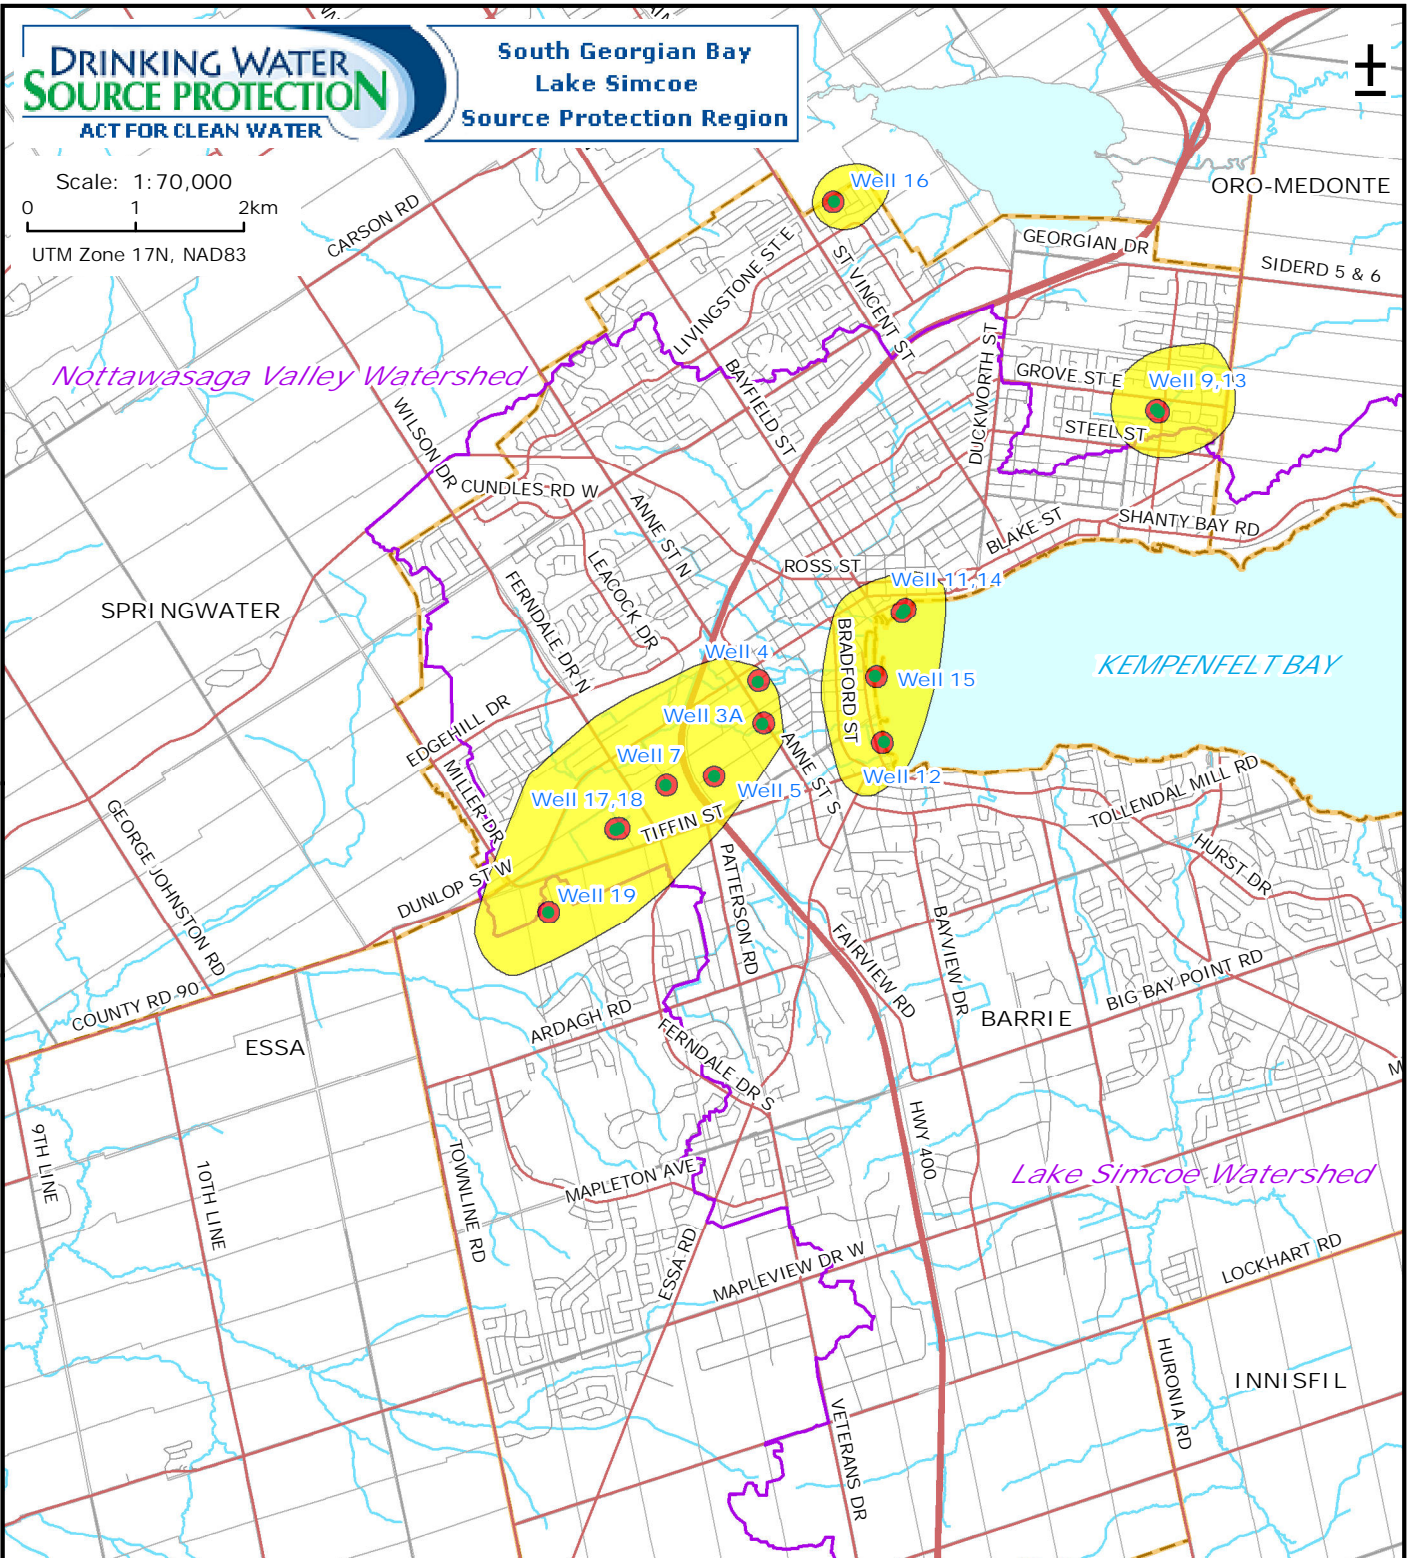 DRINKING WATER
SOURCE PROTECTION
ACT FOR CLEAN WATER
South Georgian Bay
Lake Simcoe
Source Protection Region
±
Scale: 1:70,000
0 1 2km
UTM Zone 17N, NAD83
CARSON RD
Well 16
ORO-MEDONTE
GEORGIAN DR
SIDERD 5 & 6
LIVINGSTONE ST E
ST VINCENT ST
Nottawasaga Valley Watershed
BAYFIELD ST
DUCKWORTH ST
GROVE ST E
Well 9,13
STEEL ST
WILSON DR
CUNDLES RD W
ANNE ST N
BLAKE ST
SHANTY BAY RD
ROSS ST
Well 11,14
LEACOCK DR
FERNDALE DR N
SPRINGWATER
BRADFORD ST
Well 4
KEMPENFELT BAY
Well 15
Well 3A
EDGEHILL DR
ANNE ST S
Well 7
MILLER DR
Well 12
Well 5
Well 17,18
TIFFIN ST
TOLLENDAL MILL RD
HURST DR
GEORGE JOHNSTON RD
DUNLOP ST W
Well 19
PATTERSON RD
BAYVIEW DR
FAIRVIEW RD
BIG BAY POINT RD
COUNTY RD 90
ARDAGH RD
BARRIE
ESSA
FERNDALE DR S
M
HWY 400
9TH LINE
10TH LINE
TOWNLINE RD
MAPLETON AVE
Lake Simcoe Watershed
ESSA RD
MAPLEVIEW DR W
LOCKHART RD
HURONIA RD
INNISFIL
VETERANS DR